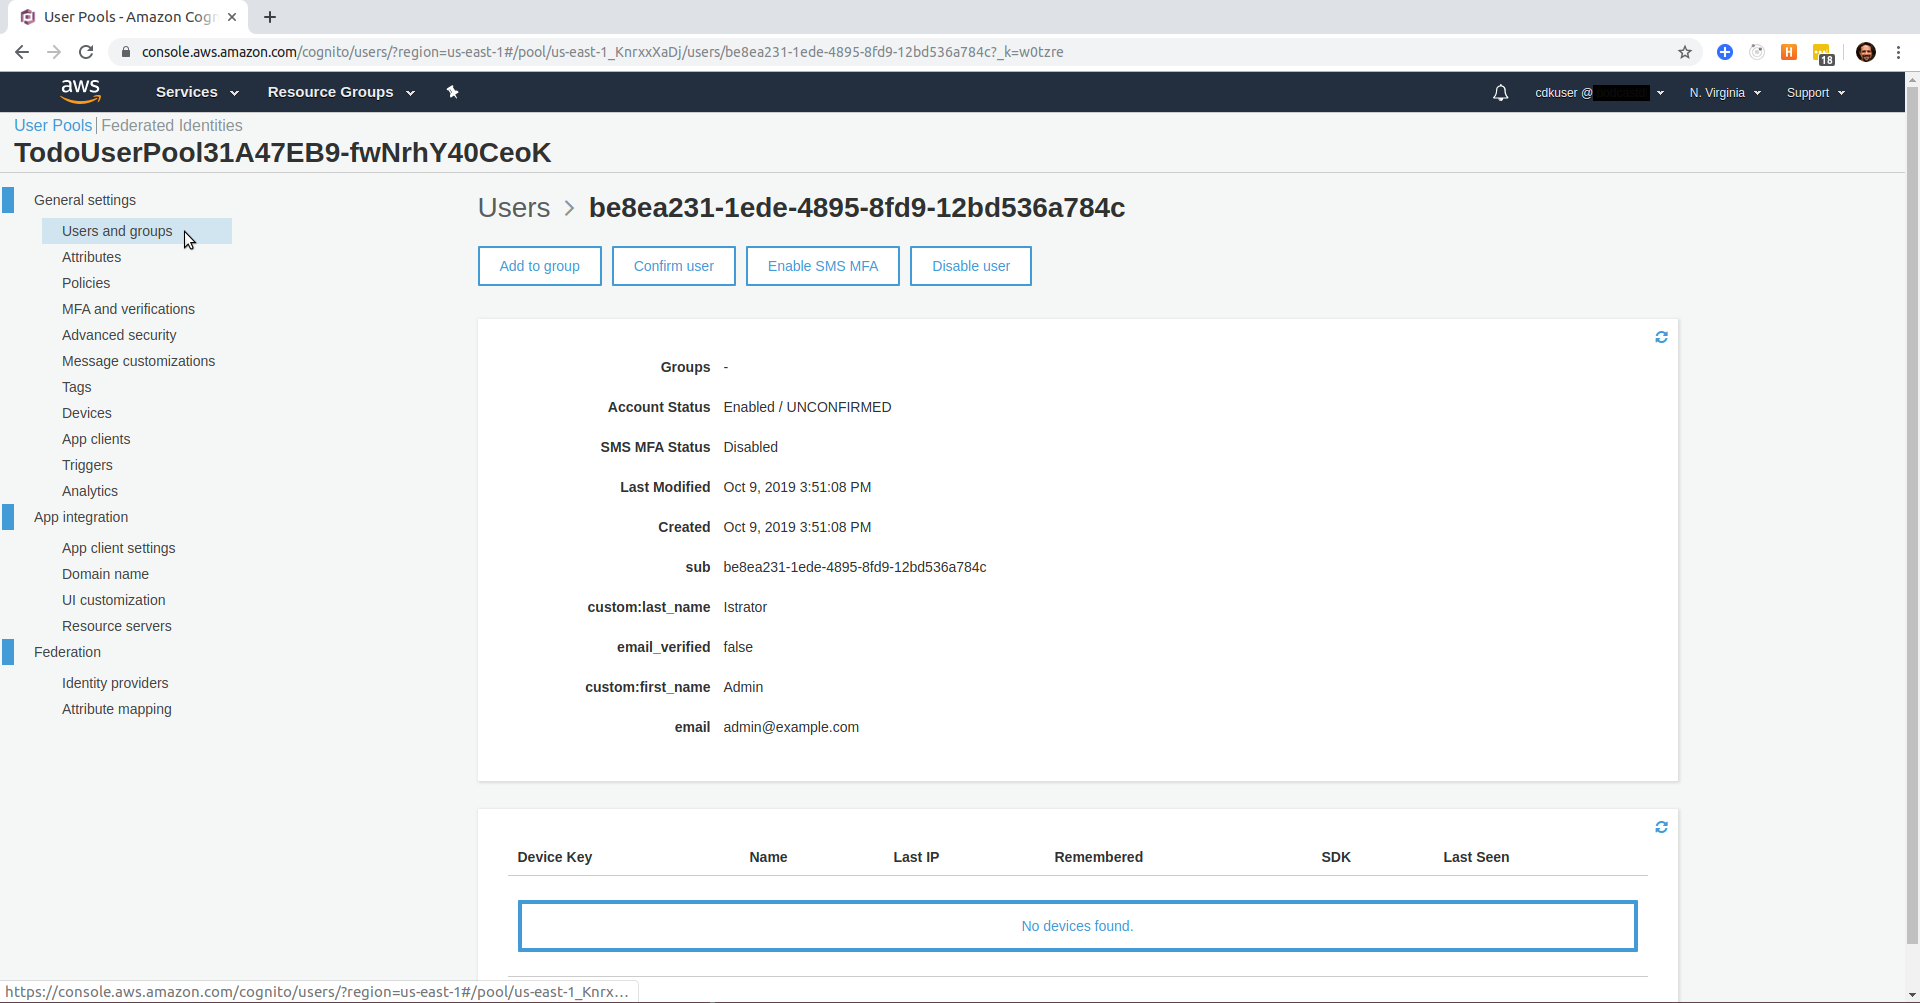 User Pools - Amazon Cogn
console.aws.amazon.com/cognito/users/?region=us-east-1#/pool/us-east-1_KnrxxXaDj/users/be8ea231-1ede-4895-8fd9-12bd536a784c?_k=w0tzre
H
18
aws
Services
Resource Groups
cdkuser @
N. Virginia
Support
User Pools | Federated Identities
TodoUserPool31A47EB9-fwNrhY40CeoK
General settings
Users and groups
Attributes
Policies
MFA and verifications
Advanced security
Message customizations
Tags
Devices
App clients
Triggers
Analytics
App integration
App client settings
Domain name
UI customization
Resource servers
Federation
Identity providers
Attribute mapping
Users > be8ea231-1ede-4895-8fd9-12bd536a784c
Add to group
Confirm user
Enable SMS MFA
Disable user
Groups -
Account Status Enabled / UNCONFIRMED
SMS MFA Status Disabled
Last Modified Oct 9, 2019 3:51:08 PM
Created Oct 9, 2019 3:51:08 PM
sub be8ea231-1ede-4895-8fd9-12bd536a784c
custom:last_name Istrator
email_verified false
custom:first_name Admin
email admin@example.com
Device Key Name Last IP Remembered SDK Last Seen
No devices found.
https://console.aws.amazon.com/cognito/users/?region=us-east-1#/pool/us-east-1_Knrx...